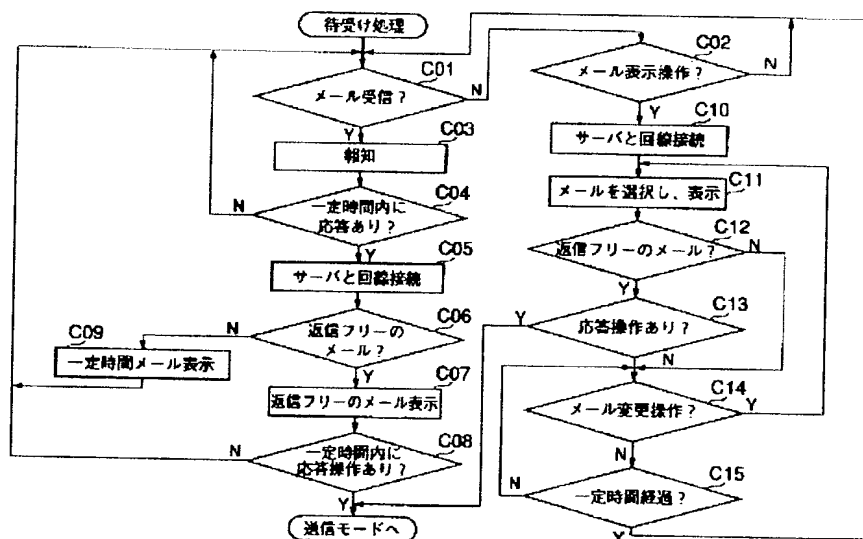 待受け処理
C01
メール受信？
N
Y
C03
報知
C04
一定時間内に
応答あり？
N
Y
C05
サーバと回線接続
C06
返信フリーの
メール？
N
C09
一定時間メール表示
Y
C07
返信フリーのメール表示
C08
一定時間内に
応答操作あり？
N
Y
通信モードへ
C02
メール表示操作？
N
Y
C10
サーバと回線接続
C11
メールを選択し、表示
C12
返信フリーのメール？
N
Y
C13
応答操作あり？
Y
N
C14
メール変更操作？
Y
N
C15
一定時間経過？
N
Y